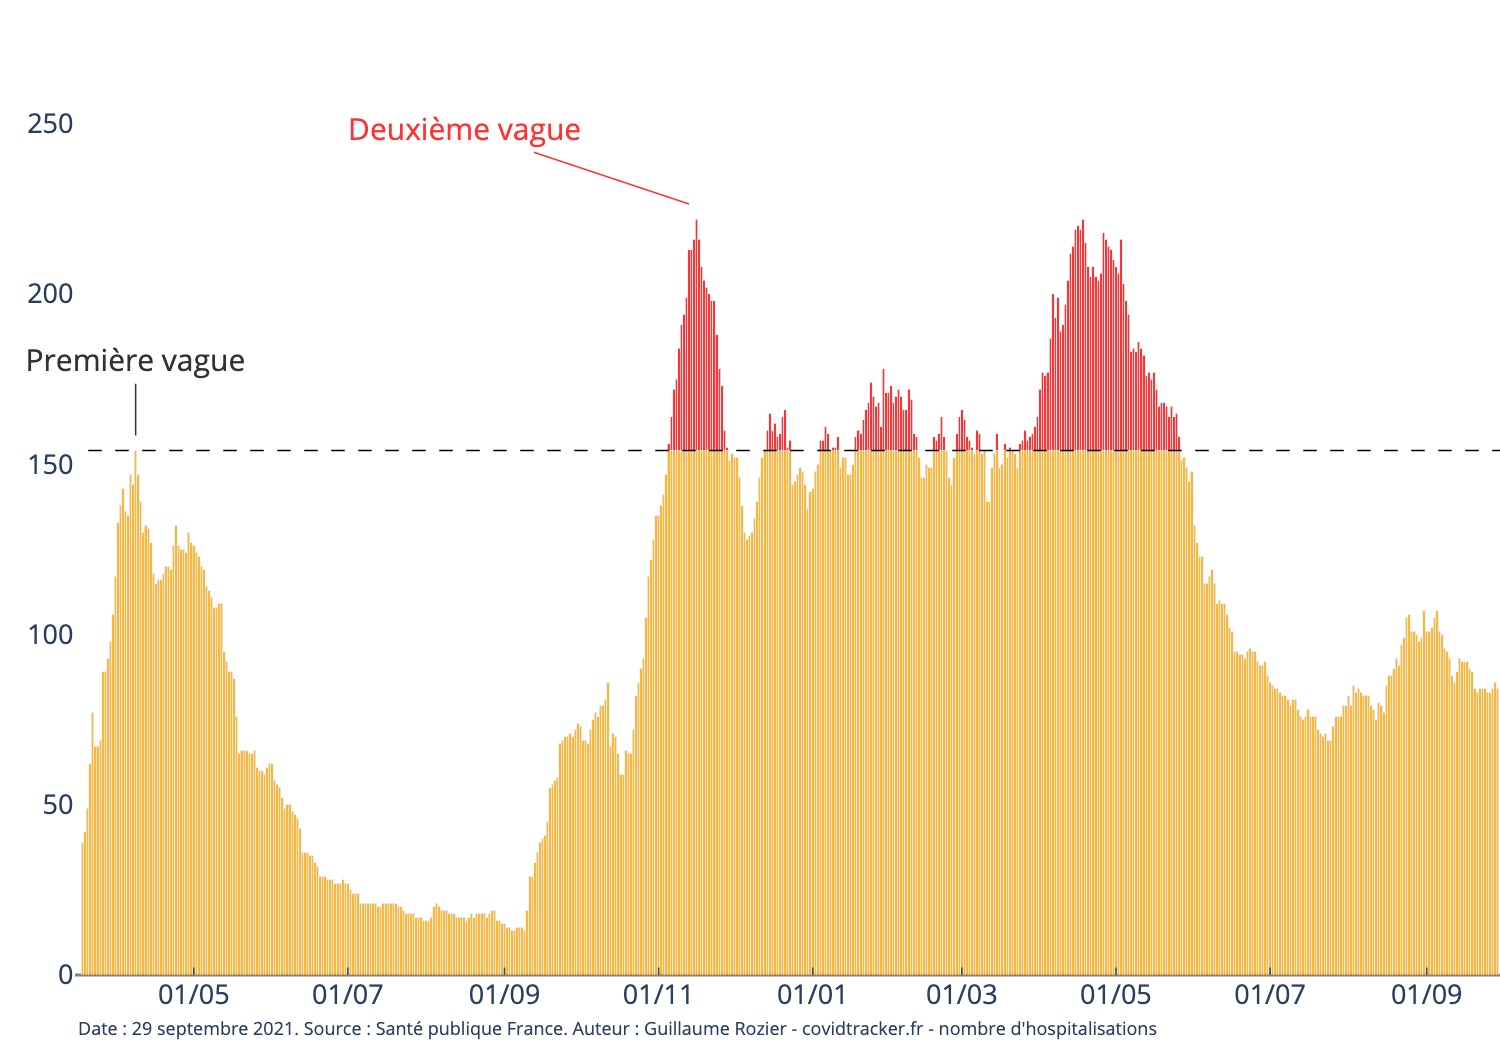 250
Deuxième vague
200
Première vague
150
100
50
0
01/05 01/07 01/09 01/11 01/01 01/03 01/05 01/07 01/09
Date : 29 septembre 2021. Source : Santé publique France. Auteur : Guillaume Rozier - covidtracker.fr - nombre d'hospitalisations